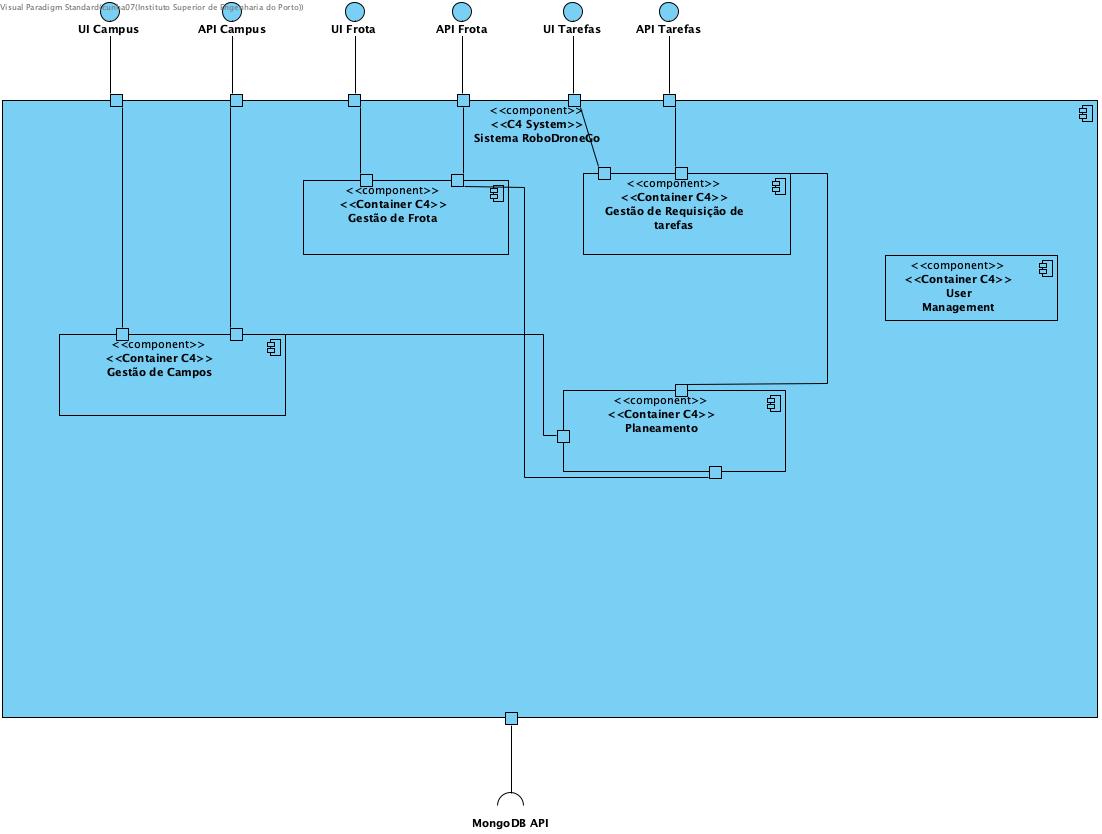 Visual Paradigm Standard(Cunha07(Instituto Superior de Engenharia do Porto))
UI Campus
API Campus
UI Frota
API Frota
UI Tarefas
API Tarefas
<<component>>
<<C4 System>>
Sistema RoboDroneGo
<<component>>
<<Container C4>>
Gestão de Frota
<<component>>
<<Container C4>>
Gestão de Requisição de
tarefas
<<component>>
<<Container C4>>
User
Management
<<component>>
<<Container C4>>
Gestão de Campos
<<component>>
<<Container C4>>
Planeamento
MongoDB API